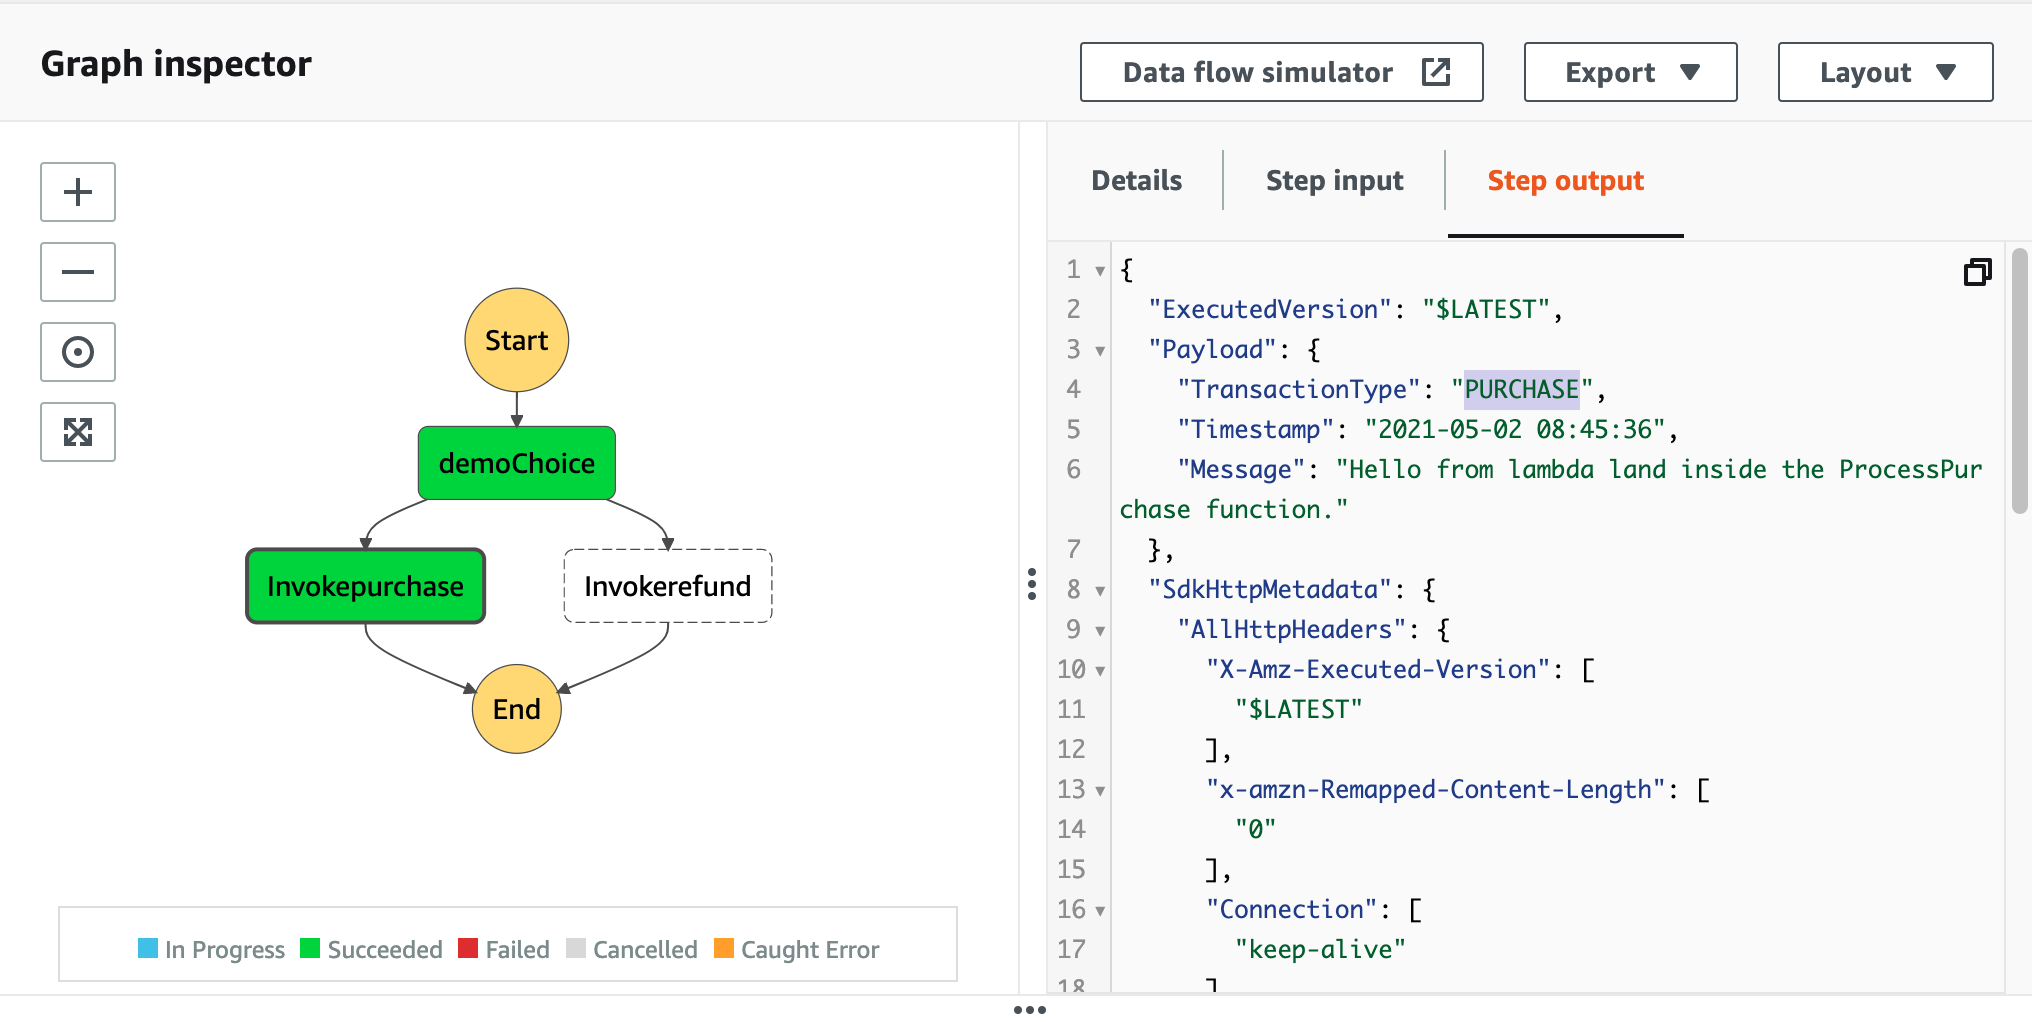 Graph inspector
Data flow simulator
Export
Layout
Start
demoChoice
Invokepurchase
Invokerefund
End
In Progress
Succeeded
Failed
Cancelled
Caught Error
Details
Step input
Step output
1 {
2 "ExecutedVersion": "$LATEST",
3 "Payload": {
4 "TransactionType": "PURCHASE",
5 "Timestamp": "2021-05-02 08:45:36",
6 "Message": "Hello from lambda land inside the ProcessPur
chase function."
7 },
8 "SdkHttpMetadata": {
9 "AllHttpHeaders": {
10 "X-Amz-Executed-Version": [
11 "$LATEST"
12 ],
13 "x-amzn-Remapped-Content-Length": [
14 "0"
15 ],
16 "Connection": [
17 "keep-alive"
18 ]